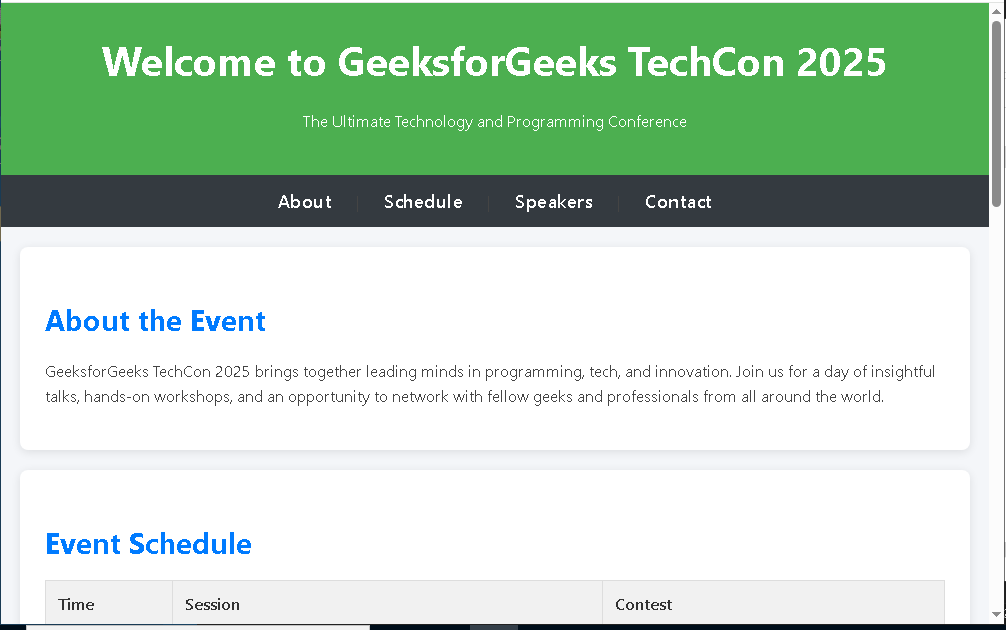 Welcome to GeeksforGeeks TechCon 2025
The Ultimate Technology and Programming Conference
About | Schedule | Speakers | Contact
About the Event
GeeksforGeeks TechCon 2025 brings together leading minds in programming, tech, and innovation. Join us for a day of insightful
talks, hands-on workshops, and an opportunity to network with fellow geeks and professionals from all around the world.
Event Schedule
Time Session Contest